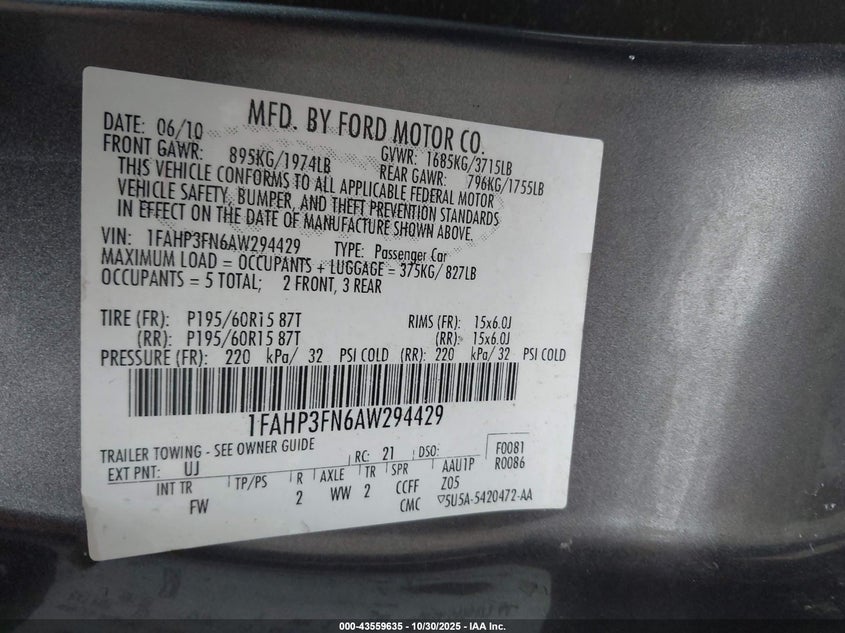 MFD. BY FORD MOTOR CO.
DATE: 06/10 GVWR: 1685KG/3715LB
FRONT GAWR: 895KG/1974LB REAR GAWR: 796KG/1755LB
THIS VEHICLE CONFORMS TO ALL APPLICABLE FEDERAL MOTOR
VEHICLE SAFETY, BUMPER, AND THEFT PREVENTION STANDARDS
IN EFFECT ON THE DATE OF MANUFACTURE SHOWN ABOVE.
VIN: 1FAHP3FN6AW294429 TYPE: Passenger Car
MAXIMUM LOAD = OCCUPANTS + LUGGAGE = 375KG/ 827LB
OCCUPANTS = 5 TOTAL; 2 FRONT, 3 REAR
TIRE (FR): P195/60R15 87T RIMS (FR): 15x6.0J
(RR): P195/60R15 87T (RR): 15x6.0J
PRESSURE (FR): 220 kPa/ 32 PSI COLD (RR): 220 kPa/ 32 PSI COLD
1FAHP3FN6AW294429
TRAILER TOWING - SEE OWNER GUIDE F0081
EXT PNT: UJ RC: 21 DSO: R0086
INT TR TP/PS R AXLE TR SPR AAU1P
FW 2 WW 2 CCFF Z05
CMC 5U5A-5420472-AA
000-43559635 - 10/30/2025 - IAA Inc.